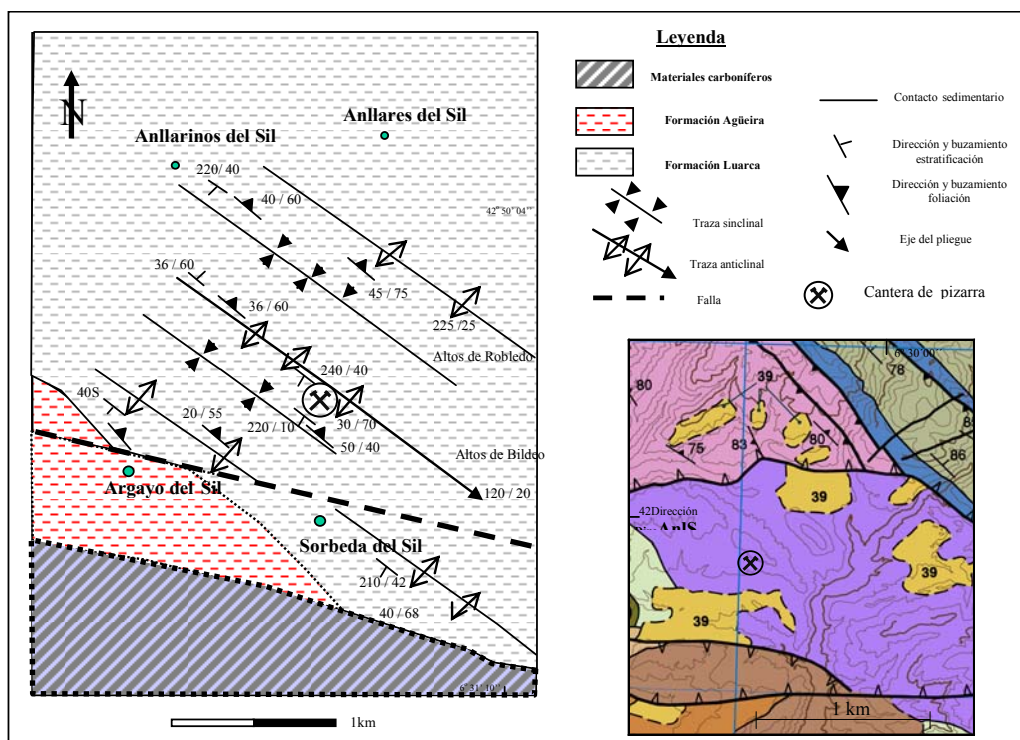 N
Anllarinos del Sil
Anllares del Sil
220/ 40
40 / 60
42° 50' 04''
36 / 60
45 / 75
36 / 60
225 /25
Altos de Robledo
240 / 40
40S
20 / 55
220 / 10
30 / 70
50 / 40
Altos de Bildeo
Argayo del Sil
120 / 20
Sorbeda del Sil
210 / 42
40 / 68
6° 31' 10''
1km
Leyenda
Materiales carboníferos
Formación Agüeira
Formación Luarca
Traza sinclinal
Traza anticlinal
Falla
Contacto sedimentario
Dirección y buzamiento
estratificación
Dirección y buzamiento
foliación
Eje del pliegue
Cantera de pizarra
6° 30' 00'
78
80
39
75
83
80
86
39
42Dirección
39
39
1 km